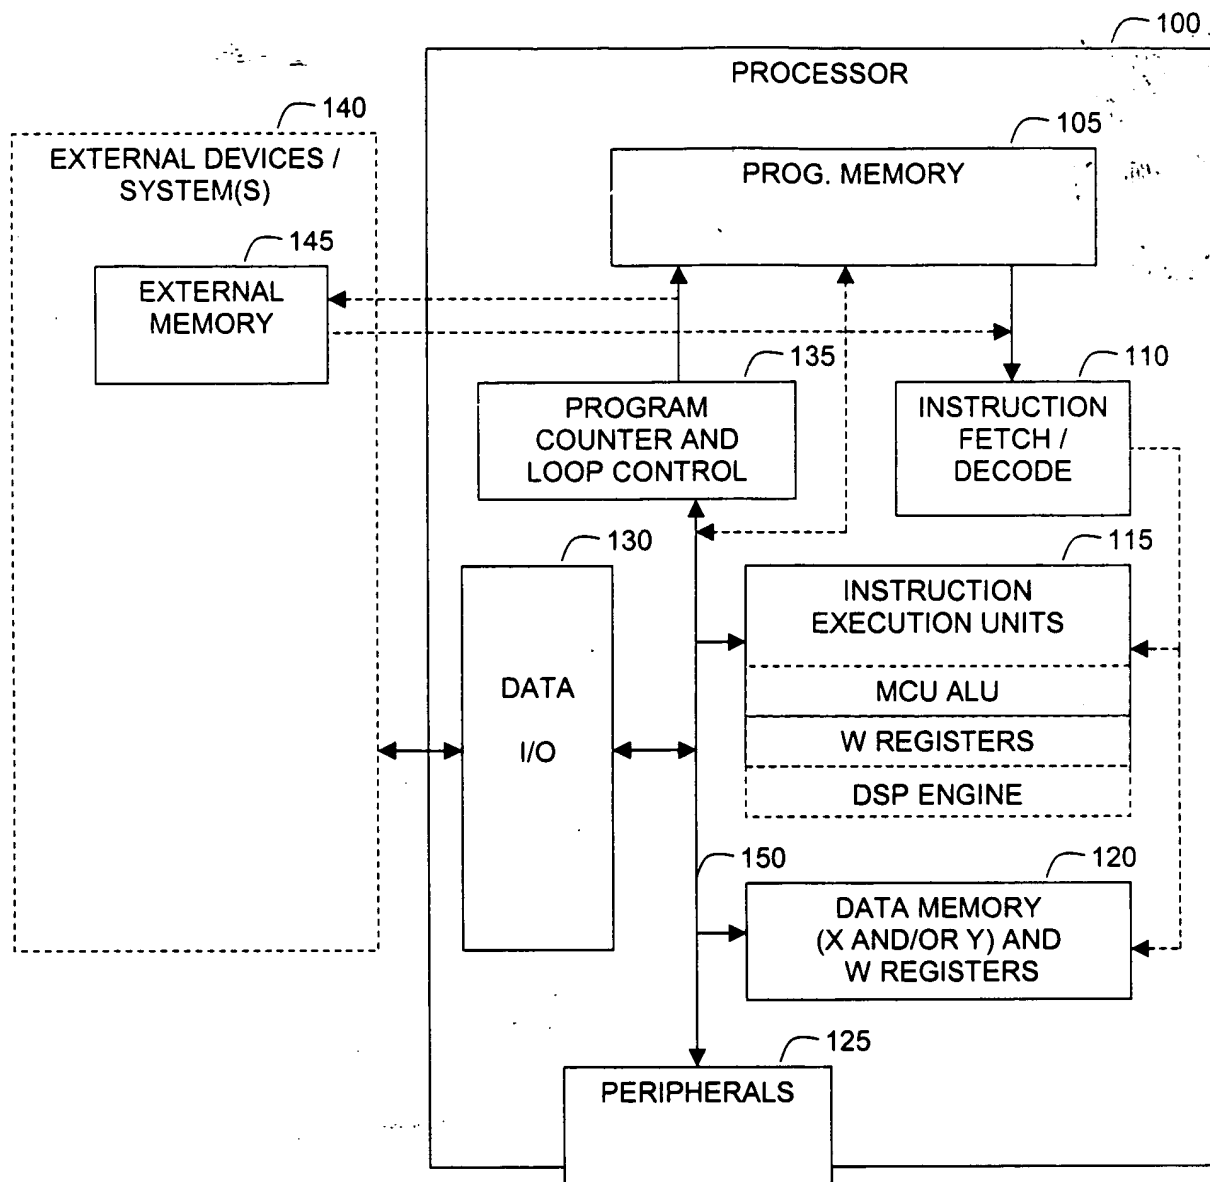 100
PROCESSOR
140
EXTERNAL DEVICES /
SYSTEM(S)
105
PROG. MEMORY
145
EXTERNAL
MEMORY
135
PROGRAM
COUNTER AND
LOOP CONTROL
110
INSTRUCTION
FETCH /
DECODE
130
DATA
I/O
115
INSTRUCTION
EXECUTION UNITS
MCU ALU
W REGISTERS
DSP ENGINE
150
120
DATA MEMORY
(X AND/OR Y) AND
W REGISTERS
125
PERIPHERALS